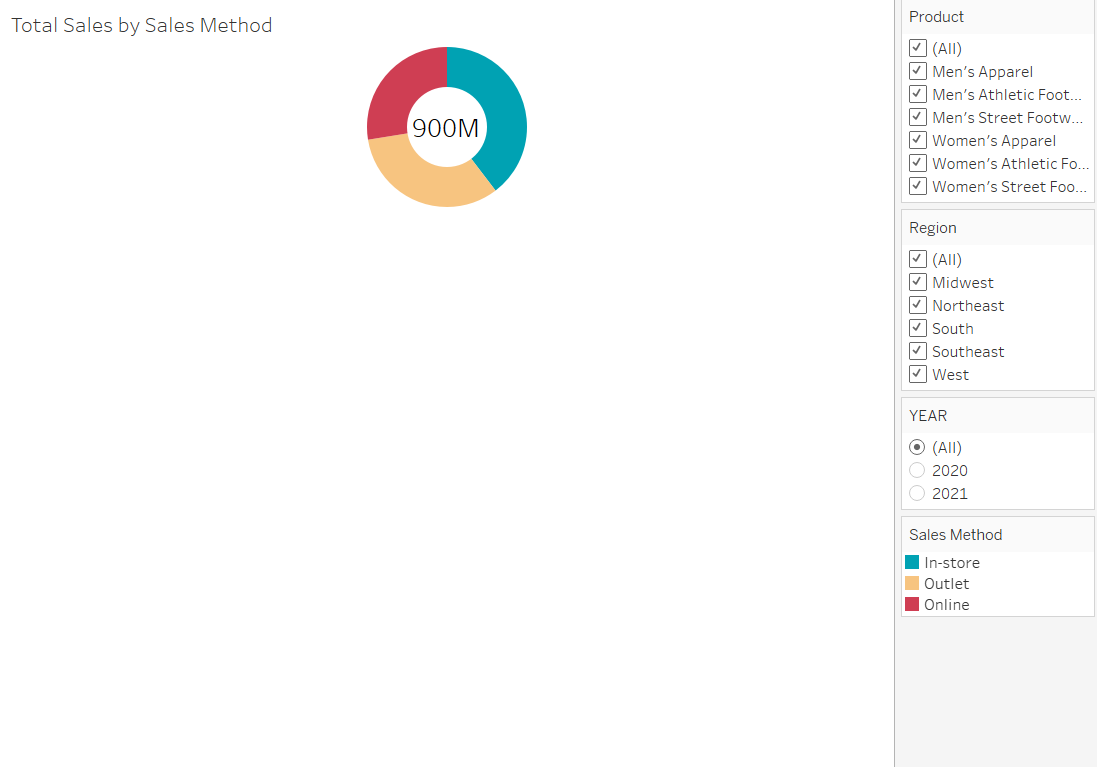 Total Sales by Sales Method
900M
Product
(All)
Men's Apparel
Men's Athletic Foot...
Men's Street Footw...
Women's Apparel
Women's Athletic Fo...
Women's Street Foo...
Region
(All)
Midwest
Northeast
South
Southeast
West
YEAR
(All)
2020
2021
Sales Method
In-store
Outlet
Online